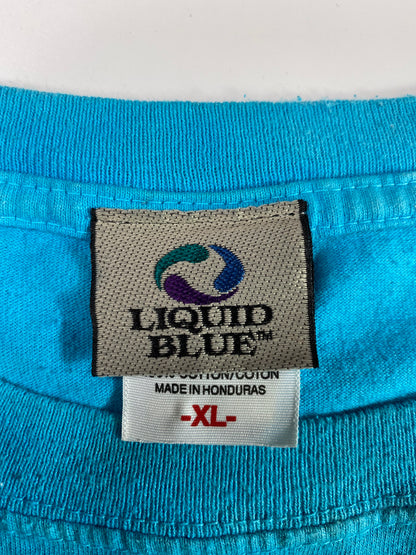 LIQUID
BLUE™
COTTON/COTON
MADE IN HONDURAS
-XL-